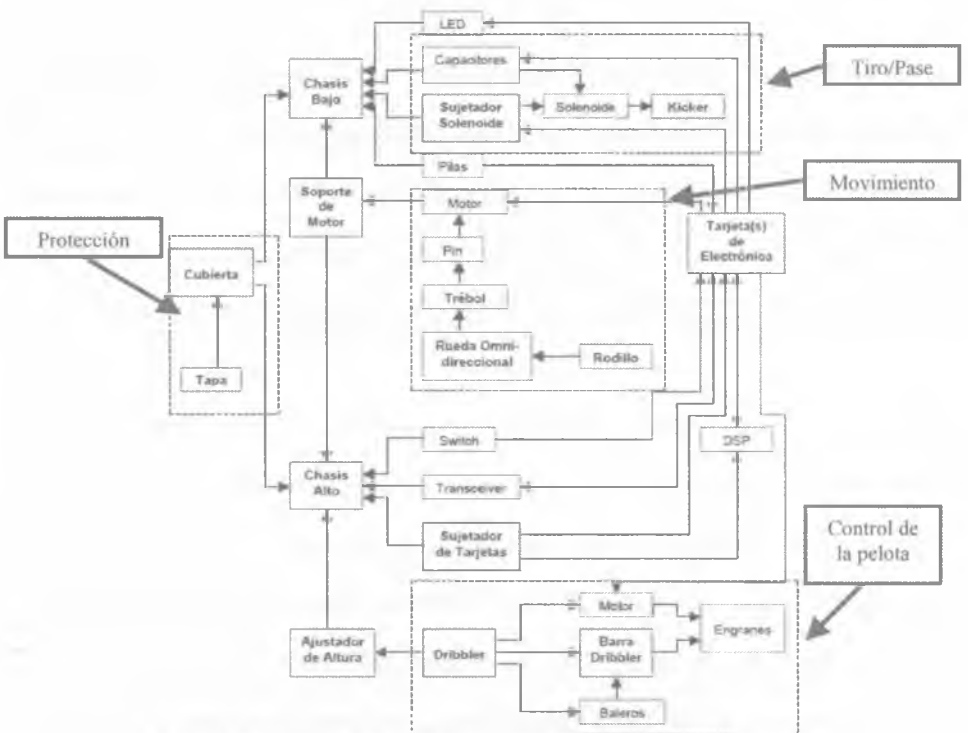 LED
Capacitores
Tiro/Pase
Chasis
Bajo
Sujetador
Solenoide
Solenoide
Kicker
Pilas
Movimiento
Soporte
de
Motor
Motor
Tarjeta(s)
de
Electrónica
Protección
Cubierta
Pin
Trébol
Rueda Omni-
direccional
Rodillo
Tapa
Switch
DSP
Chasis
Alto
Transceiver
Sujetador
de Tarjetas
Control de
la pelota
Motor
Engranes
Ajustador
de Altura
Dribbler
Barra
Dribbler
Baleros